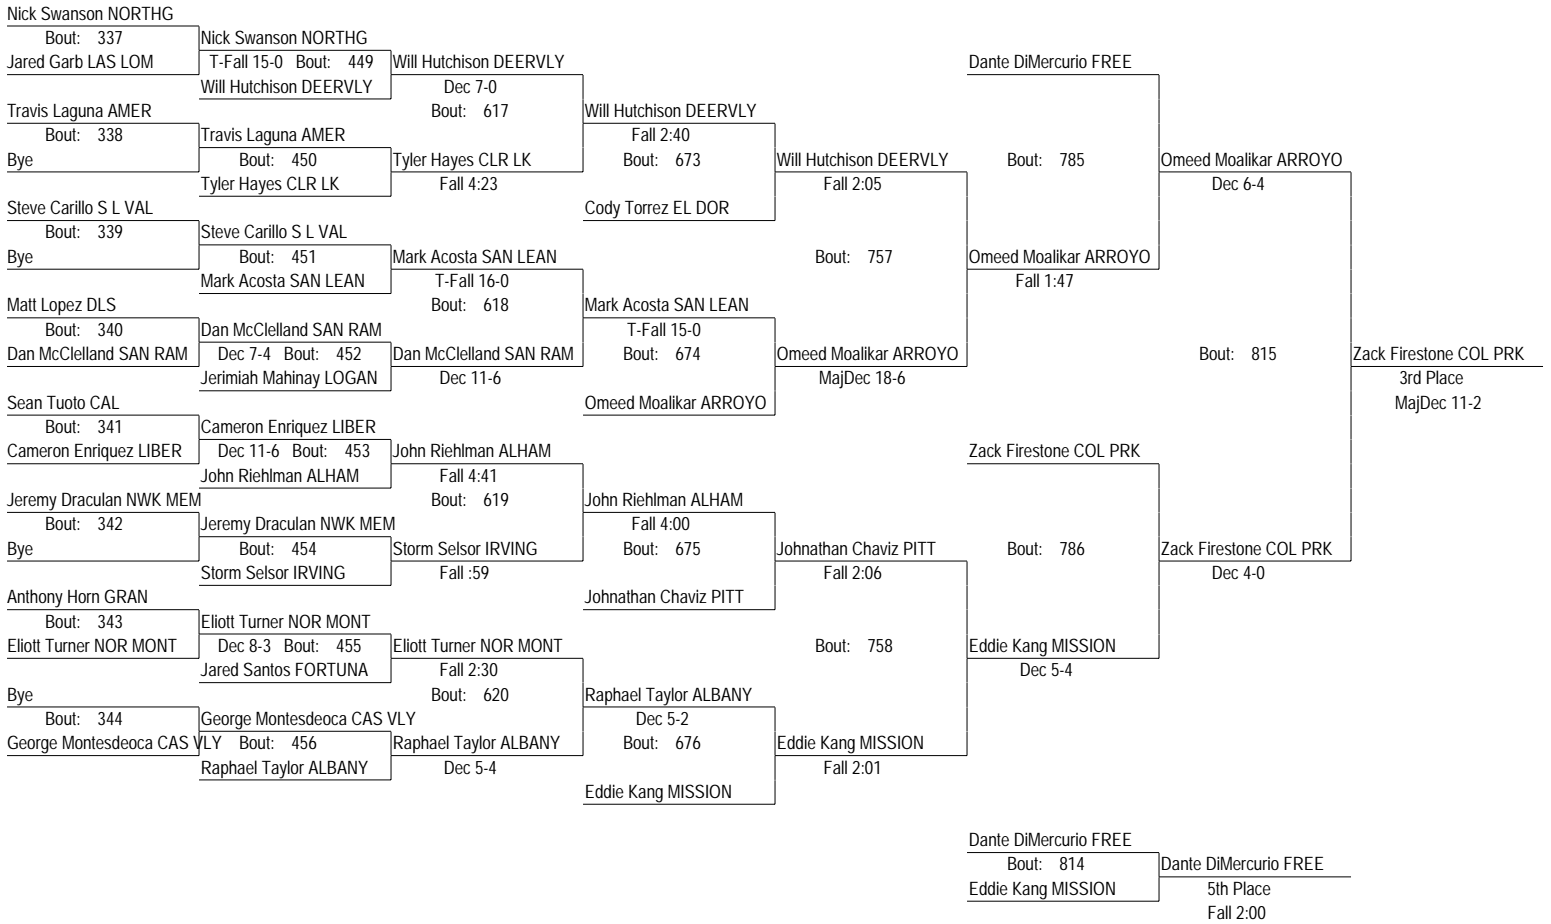 Nick Swanson NORTHG
Bout: 337 Nick Swanson NORTHG
Jared Garb LAS LOM T-Fall 15-0 Bout: 449 Will Hutchison DEERVLY Dante DiMercurio FREE
Will Hutchison DEERVLY Dec 7-0
Travis Laguna AMER Bout: 617 Will Hutchison DEERVLY
Bout: 338 Travis Laguna AMER Fall 2:40
Bye Bout: 450 Tyler Hayes CLR LK Bout: 673 Will Hutchison DEERVLY Bout: 785 Omeed Moalikar ARROYO
Tyler Hayes CLR LK Fall 4:23 Fall 2:05 Dec 6-4
Steve Carillo S L VAL Cody Torrez EL DOR
Bout: 339 Steve Carillo S L VAL
Bye Bout: 451 Mark Acosta SAN LEAN Bout: 757 Omeed Moalikar ARROYO
Mark Acosta SAN LEAN T-Fall 16-0 Fall 1:47
Matt Lopez DLS Bout: 618 Mark Acosta SAN LEAN
Bout: 340 Dan McClelland SAN RAM T-Fall 15-0
Dan McClelland SAN RAM Dec 7-4 Bout: 452 Dan McClelland SAN RAM Bout: 674 Omeed Moalikar ARROYO Bout: 815 Zack Firestone COL PRK
Jerimiah Mahinay LOGAN Dec 11-6 MajDec 18-6 3rd Place
Sean Tuoto CAL Omeed Moalikar ARROYO MajDec 11-2
Bout: 341 Cameron Enriquez LIBER
Cameron Enriquez LIBER Dec 11-6 Bout: 453 John Riehlman ALHAM Zack Firestone COL PRK
John Riehlman ALHAM Fall 4:41
Jeremy Draculan NWK MEM Bout: 619 John Riehlman ALHAM
Bout: 342 Jeremy Draculan NWK MEM Fall 4:00
Bye Bout: 454 Storm Selsor IRVING Bout: 675 Johnathan Chaviz PITT Bout: 786 Zack Firestone COL PRK
Storm Selsor IRVING Fall :59 Fall 2:06 Dec 4-0
Anthony Horn GRAN Johnathan Chaviz PITT
Bout: 343 Eliott Turner NOR MONT
Eliott Turner NOR MONT Dec 8-3 Bout: 455 Eliott Turner NOR MONT Bout: 758 Eddie Kang MISSION
Jared Santos FORTUNA Fall 2:30 Dec 5-4
Bye Bout: 620 Raphael Taylor ALBANY
Bout: 344 George Montesdeoca CAS VLY Dec 5-2
George Montesdeoca CAS VLY Bout: 456 Raphael Taylor ALBANY Bout: 676 Eddie Kang MISSION
Raphael Taylor ALBANY Dec 5-4 Fall 2:01
Eddie Kang MISSION
Dante DiMercurio FREE
Bout: 814 Dante DiMercurio FREE
Eddie Kang MISSION 5th Place
Fall 2:00